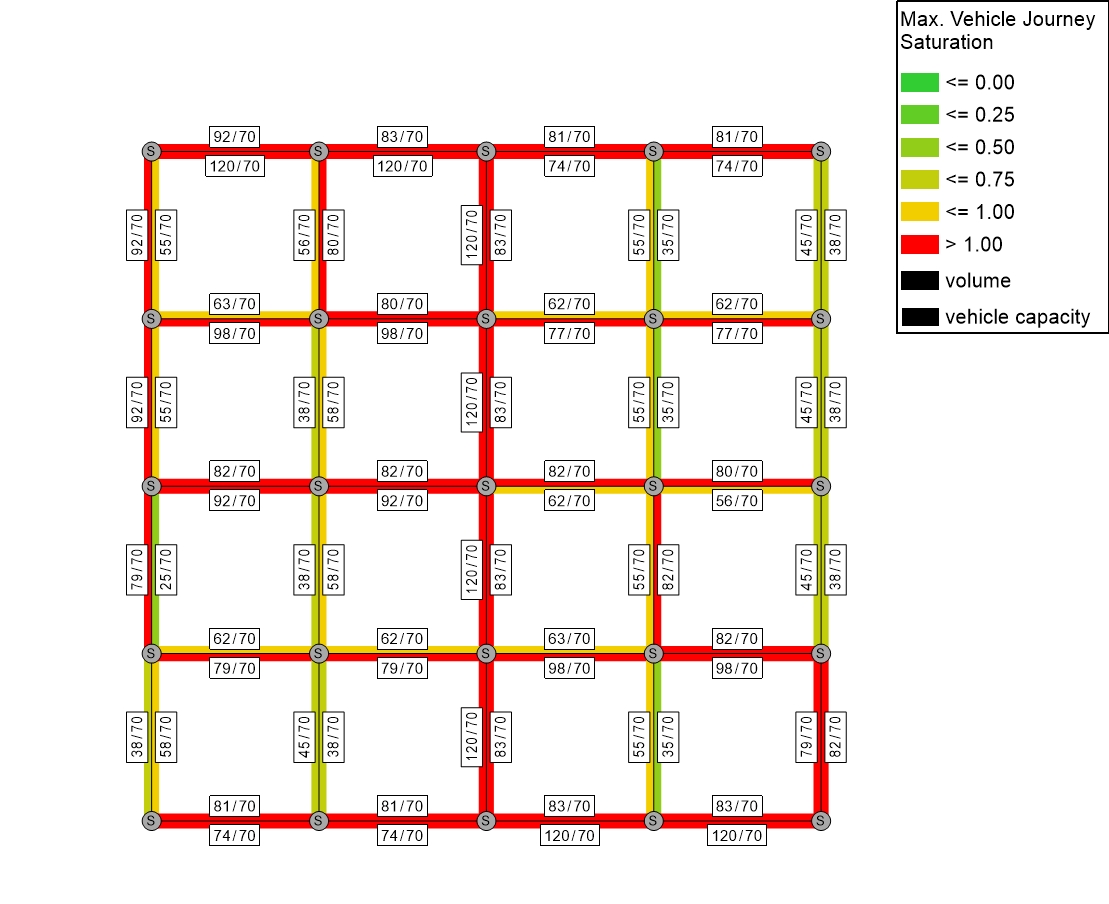 Max. Vehicle Journey
Saturation
<= 0.00
<= 0.25
<= 0.50
<= 0.75
<= 1.00
> 1.00
volume
vehicle capacity
92/70 83/70 81/70 81/70
S S S S S
120/70 120/70 74/70 74/70
92/70 55/70 56/70 80/70 120/70 83/70 55/70 35/70 45/70 38/70
63/70 80/70 62/70 62/70
S S S S S
98/70 98/70 77/70 77/70
92/70 55/70 38/70 58/70 120/70 83/70 55/70 35/70 45/70 38/70
82/70 82/70 82/70 80/70
S S S S S
92/70 92/70 62/70 56/70
79/70 25/70 38/70 58/70 120/70 83/70 55/70 82/70 45/70 38/70
62/70 62/70 63/70 82/70
S S S S S
79/70 79/70 98/70 98/70
38/70 58/70 45/70 38/70 120/70 83/70 55/70 35/70 79/70 82/70
81/70 81/70 83/70 83/70
S S S S S
74/70 74/70 120/70 120/70